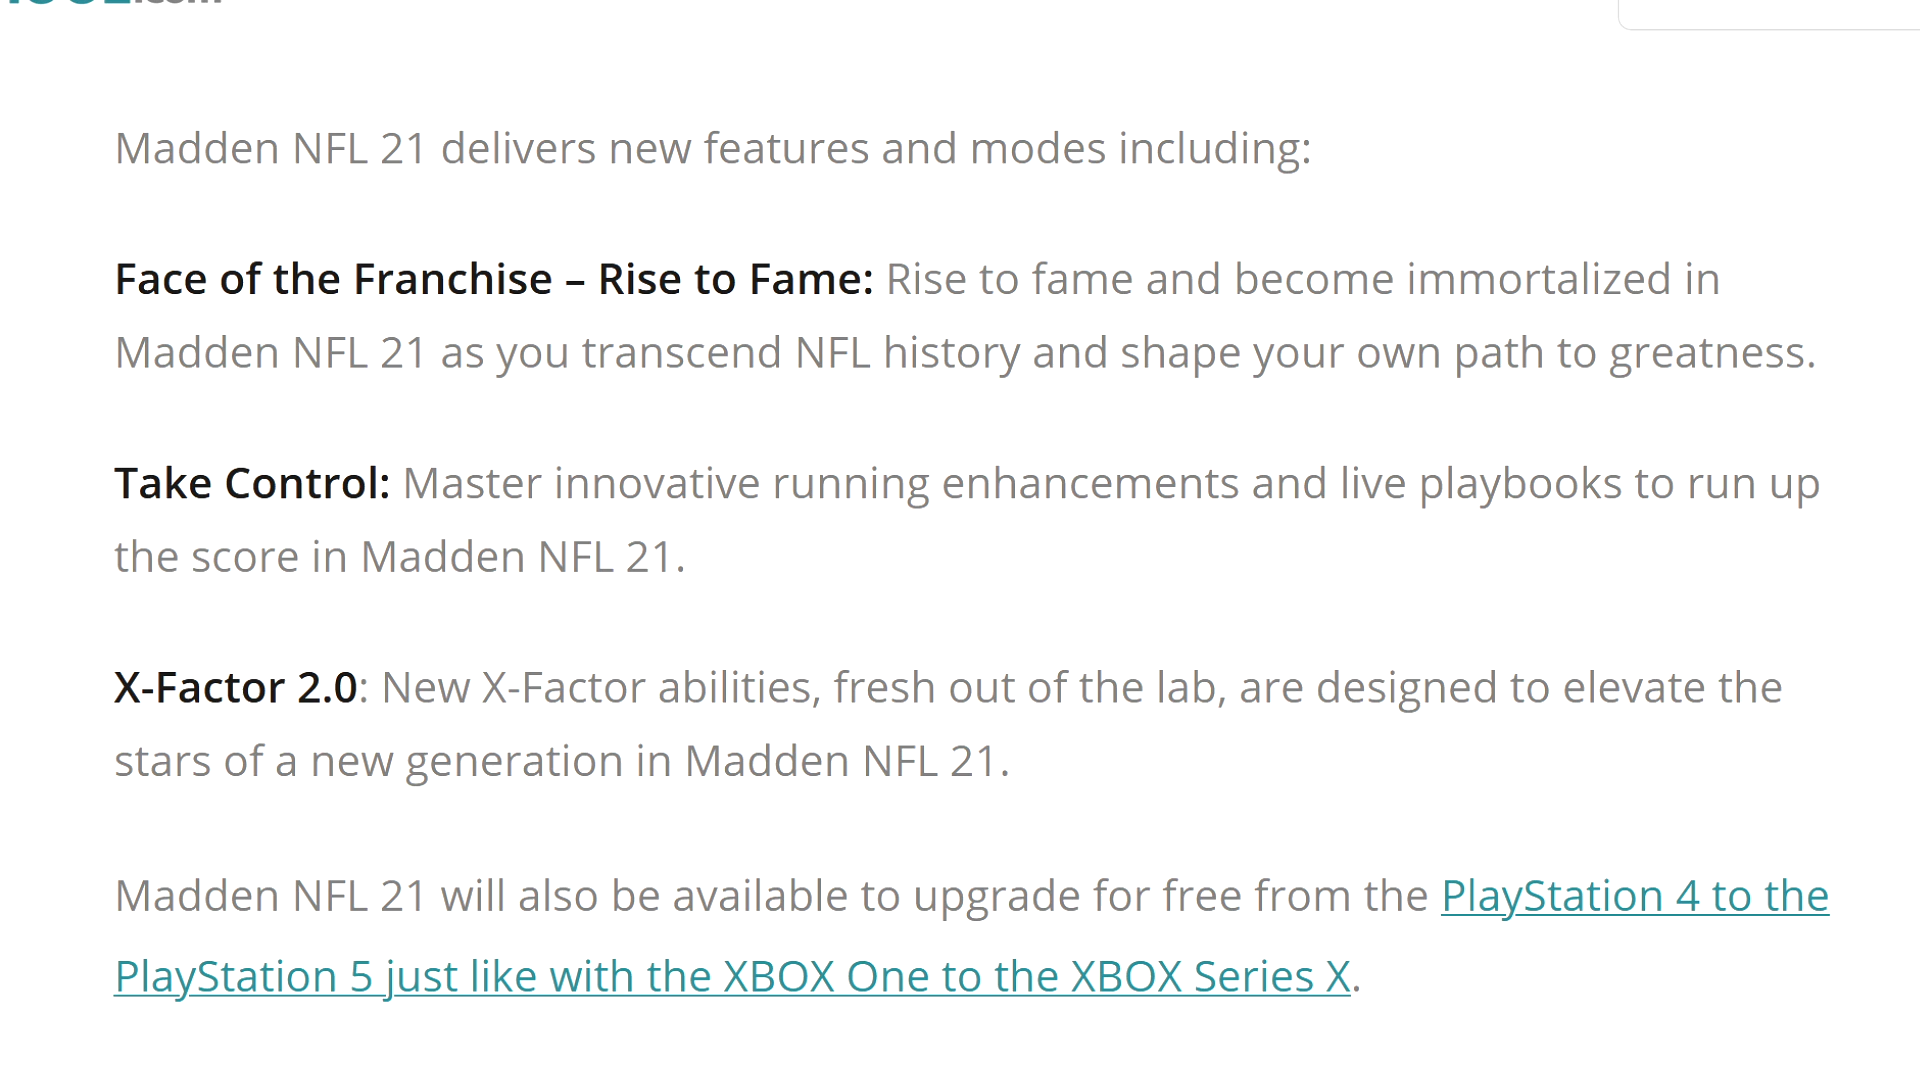 Madden NFL 21 delivers new features and modes including:
Face of the Franchise – Rise to Fame: Rise to fame and become immortalized in
Madden NFL 21 as you transcend NFL history and shape your own path to greatness.
Take Control: Master innovative running enhancements and live playbooks to run up
the score in Madden NFL 21.
X-Factor 2.0: New X-Factor abilities, fresh out of the lab, are designed to elevate the
stars of a new generation in Madden NFL 21.
Madden NFL 21 will also be available to upgrade for free from the PlayStation 4 to the
PlayStation 5 just like with the XBOX One to the XBOX Series X.